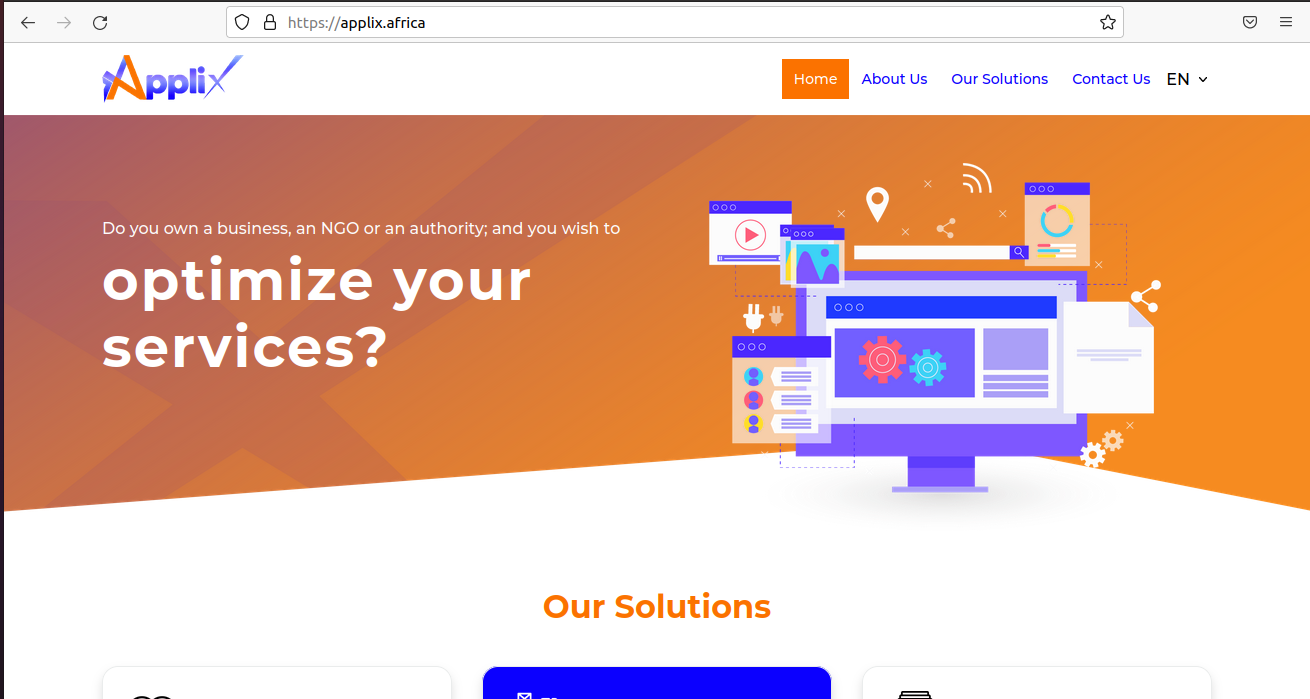 https://applix.africa
Applix
Home About Us Our Solutions Contact Us EN
Do you own a business, an NGO or an authority; and you wish to
optimize your
services?
Our Solutions